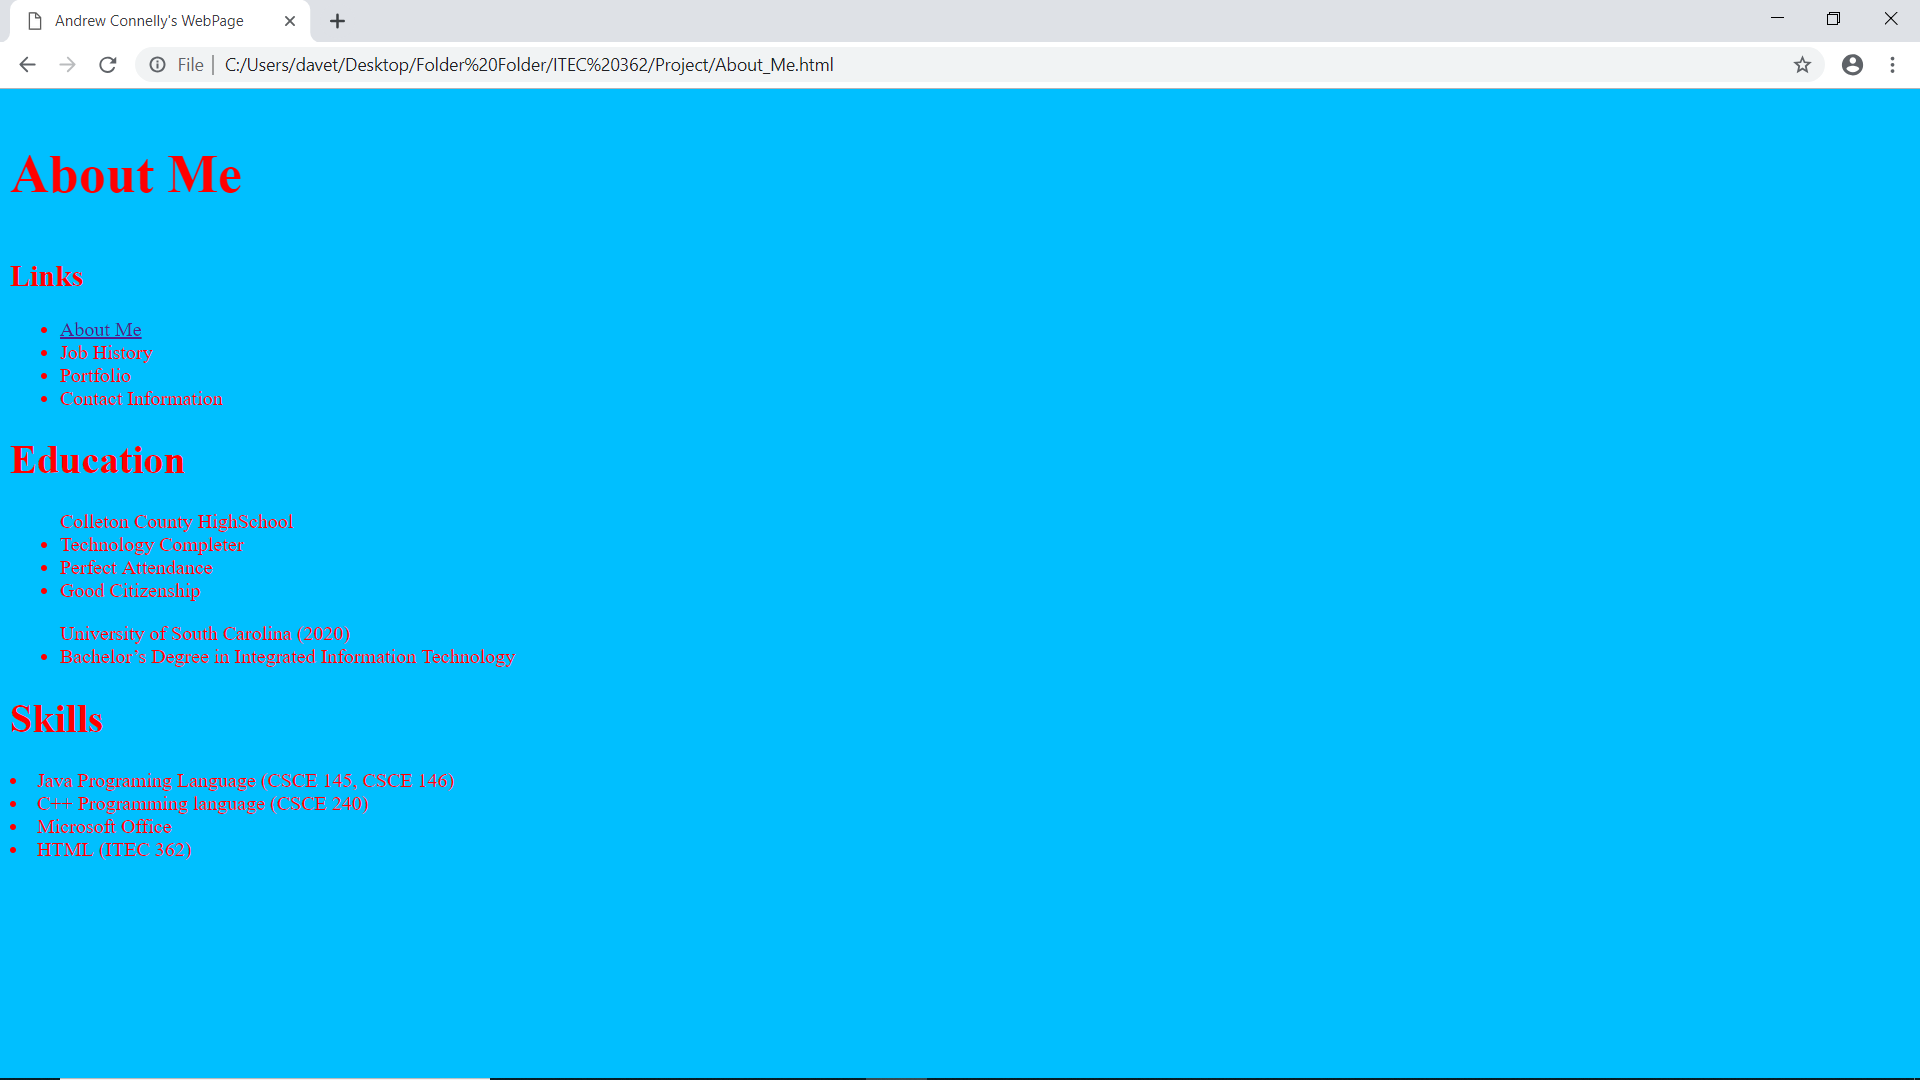 Andrew Connelly's WebPage
File | C:/Users/davet/Desktop/Folder%20Folder/ITEC%20362/Project/About_Me.html
About Me
Links
• About Me
• Job History
• Portfolio
• Contact Information
Education
Colleton County HighSchool
• Technology Completer
• Perfect Attendance
• Good Citizenship
University of South Carolina (2020)
• Bachelor’s Degree in Integrated Information Technology
Skills
• Java Programing Language (CSCE 145, CSCE 146)
• C++ Programming language (CSCE 240)
• Microsoft Office
• HTML (ITEC 362)